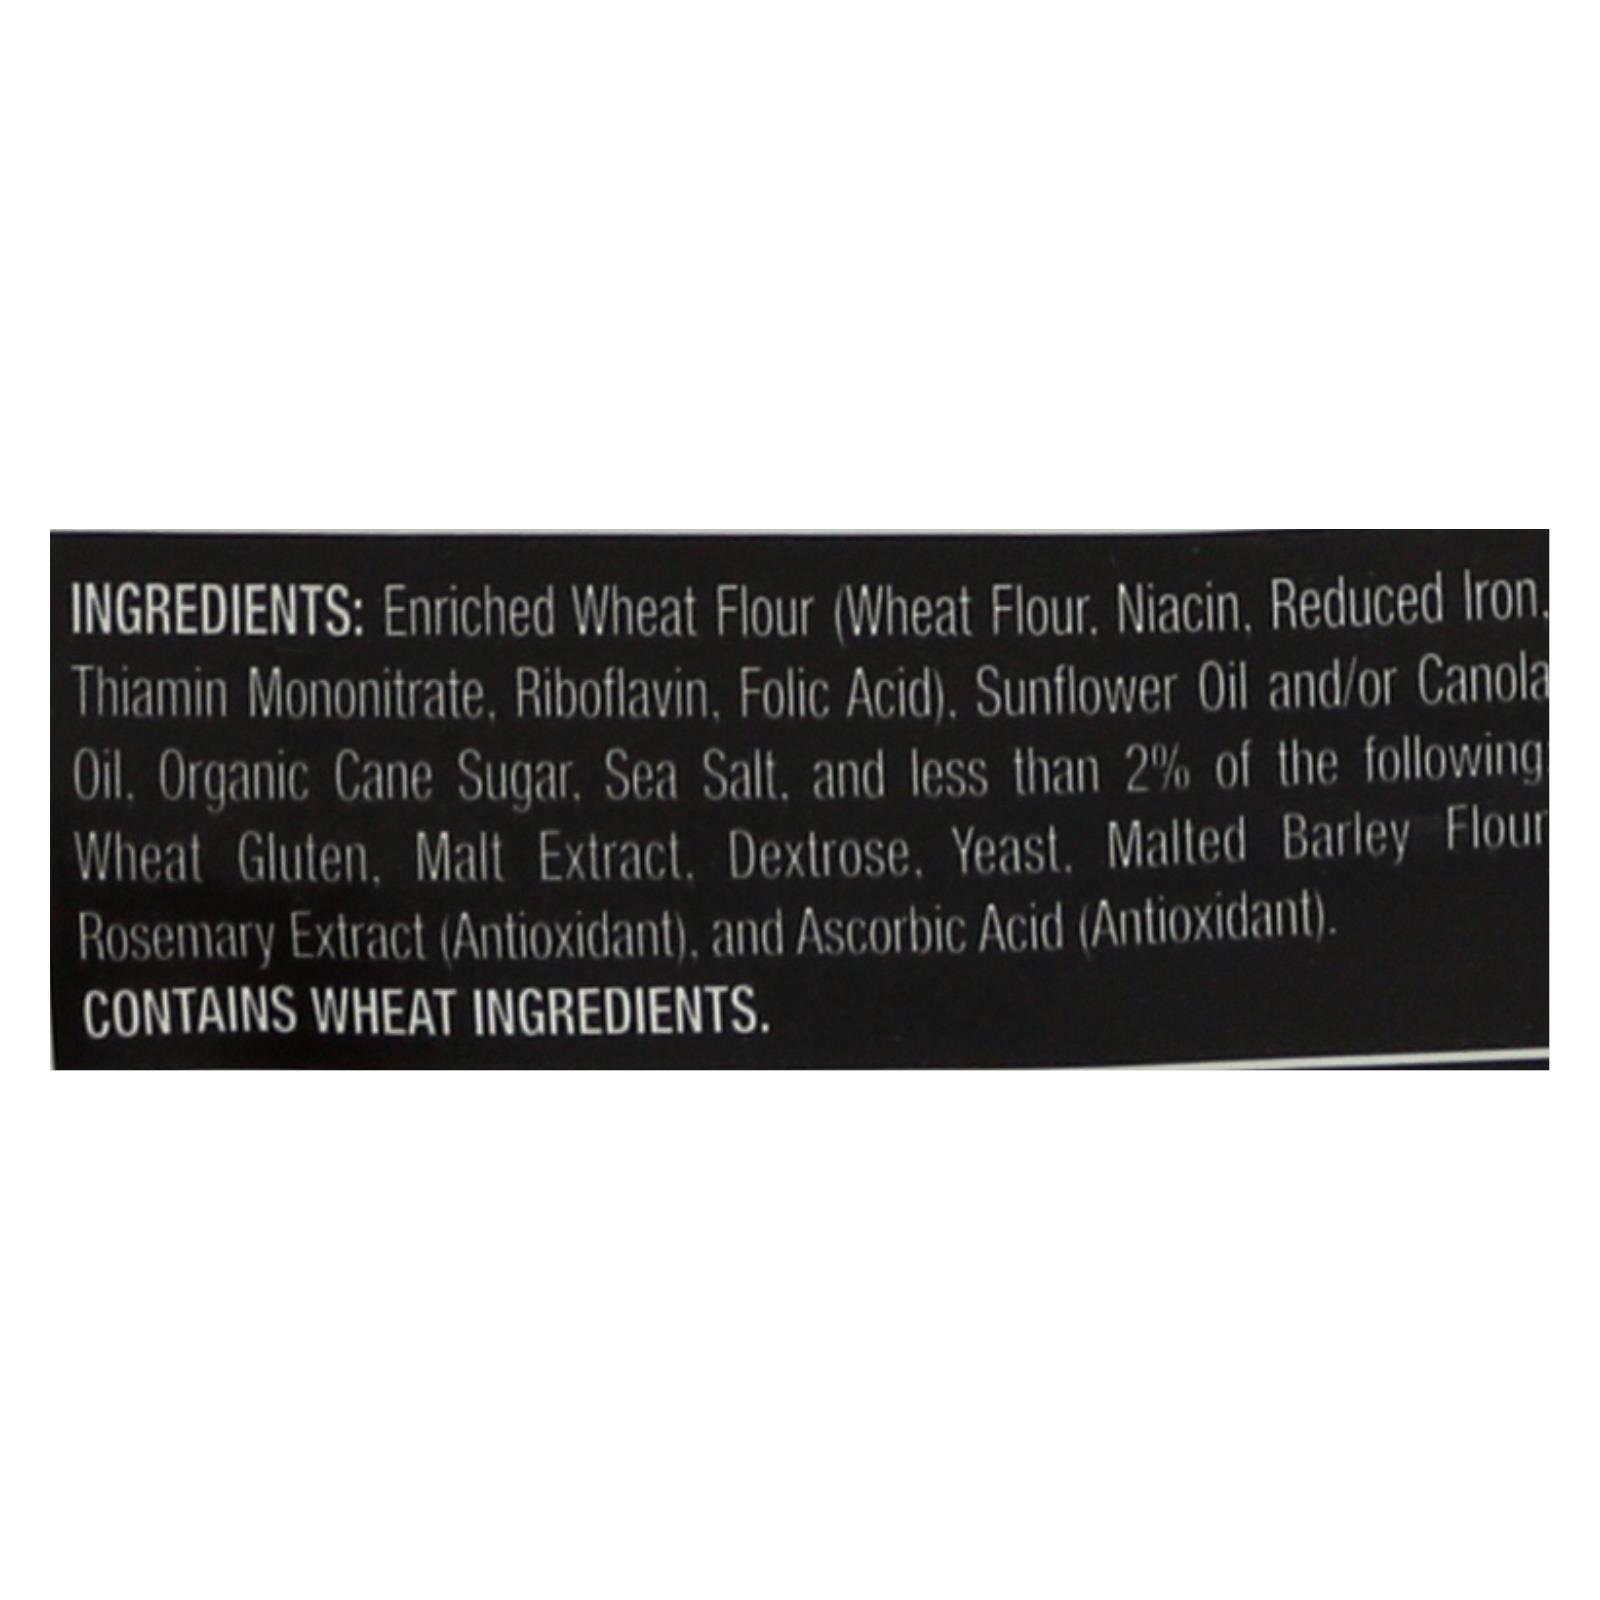 INGREDIENTS: Enriched Wheat Flour (Wheat Flour, Niacin, Reduced Iron,
Thiamin Mononitrate, Riboflavin, Folic Acid), Sunflower Oil and/or Canola
Oil, Organic Cane Sugar, Sea Salt, and less than 2% of the following:
Wheat Gluten, Malt Extract, Dextrose, Yeast, Malted Barley Flour
Rosemary Extract (Antioxidant), and Ascorbic Acid (Antioxidant).
CONTAINS WHEAT INGREDIENTS.